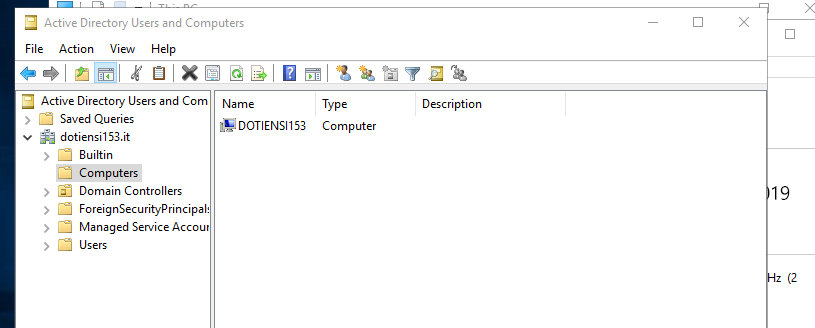 This PC
Active Directory Users and Computers
File Action View Help
Active Directory Users and Com
Saved Queries
dotiensi153.it
Builtin
Computers
Domain Controllers
ForeignSecurityPrincipals
Managed Service Accour
Users
Name Type Description
DOTIENSI153 Computer
019
Hz (2